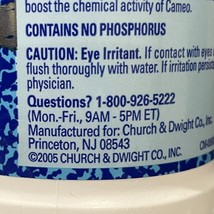 boost the chemical activity of Cameo.
CONTAINS NO PHOSPHORUS
CAUTION: Eye Irritant. If contact with eyes
flush thoroughly with water. If irritation persists
physician.
Questions? 1-800-926-5222
(Mon.-Fri., 9AM - 5PM ET)
Manufactured for: Church & Dwight Co., Inc.
Princeton, NJ 08543
©2005 CHURCH & DWIGHT CO., INC.